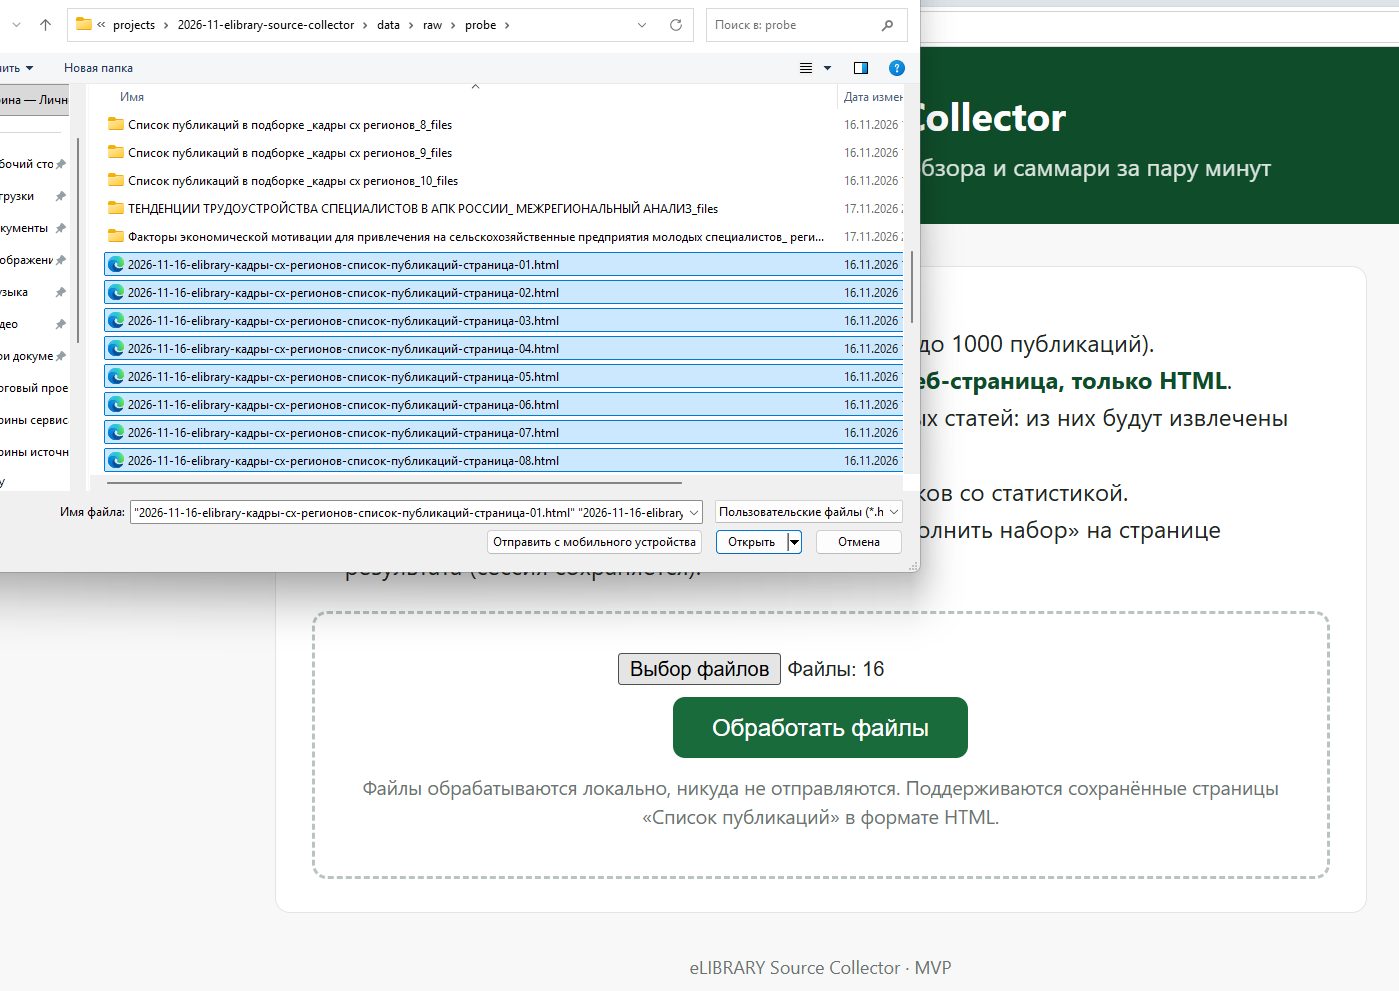 projects
2026-11-elibrary-source-collector
data
raw
probe
Поиск в: probe
Новая папка
Имя
Список публикаций в подборке _кадры сх регионов_8_files
16.11.2026
Список публикаций в подборке _кадры сх регионов_9_files
16.11.2026
Список публикаций в подборке _кадры сх регионов_10_files
16.11.2026
ТЕНДЕНЦИИ ТРУДОУСТРОЙСТВА СПЕЦИАЛИСТОВ В АПК РОССИИ_ МЕЖРЕГИОНАЛЬНЫЙ АНАЛИЗ_files
17.11.2026
Факторы экономической мотивации для привлечения на сельскохозяйственные предприятия молодых специалистов_ реги...
17.11.2026
2026-11-16-elibrary-кадры-сх-регионов-список-публикаций-страница-01.html
16.11.2026
2026-11-16-elibrary-кадры-сх-регионов-список-публикаций-страница-02.html
16.11.2026
2026-11-16-elibrary-кадры-сх-регионов-список-публикаций-страница-03.html
16.11.2026
2026-11-16-elibrary-кадры-сх-регионов-список-публикаций-страница-04.html
16.11.2026
2026-11-16-elibrary-кадры-сх-регионов-список-публикаций-страница-05.html
16.11.2026
2026-11-16-elibrary-кадры-сх-регионов-список-публикаций-страница-06.html
16.11.2026
2026-11-16-elibrary-кадры-сх-регионов-список-публикаций-страница-07.html
16.11.2026
2026-11-16-elibrary-кадры-сх-регионов-список-публикаций-страница-08.html
16.11.2026
Имя файла:
"2026-11-16-elibrary-кадры-сх-регионов-список-публикаций-страница-01.html" "2026-11-16-elibrary
Пользовательские файлы (*.h
Отправить с мобильного устройства
Открыть
Отмена
Collector
бзора и саммари за пару минут
до 1000 публикаций).
еб-страница, только HTML.
ых статей: из них будут извлечены
ков со статистикой.
олнить набор» на странице
результата (сессия сохраняется).
Выбор файлов
Файлы: 16
Обработать файлы
Файлы обрабатываются локально, никуда не отправляются. Поддерживаются сохранённые страницы
«Список публикаций» в формате HTML.
eLIBRARY Source Collector · MVP